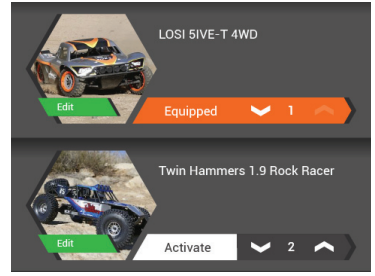 LOSI 5IVE-T 4WD
Edit
Equipped 1
Twin Hammers 1.9 Rock Racer
Edit
Activate 2